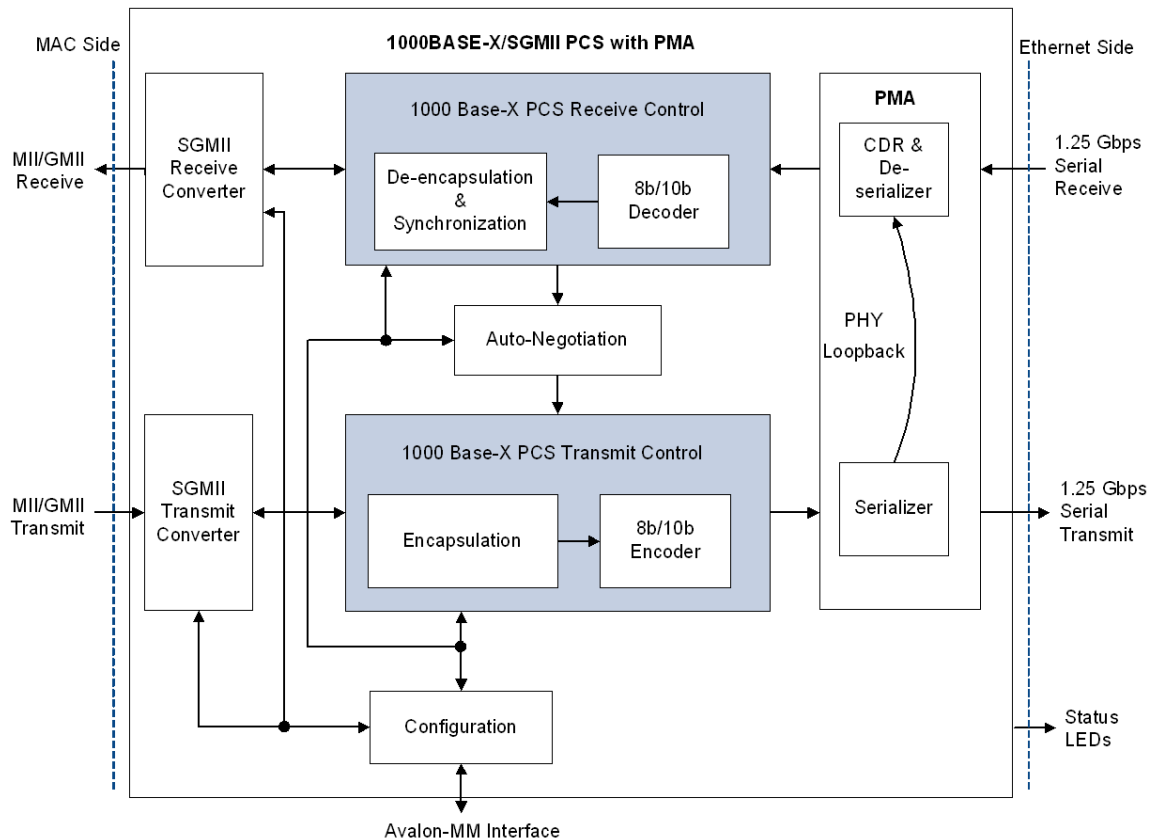 MAC Side
1000BASE-X/SGMII PCS with PMA
Ethernet Side
MII/GMII
Receive
SGMII
Receive
Converter
1000 Base-X PCS Receive Control
De-encapsulation
&
Synchronization
8b/10b
Decoder
PMA
CDR &
De-
serializer
1.25 Gbps
Serial
Receive
Auto-Negotiation
PHY
Loopback
MII/GMII
Transmit
SGMII
Transmit
Converter
1000 Base-X PCS Transmit Control
Encapsulation
8b/10b
Encoder
Serializer
1.25 Gbps
Serial
Transmit
Configuration
Status
LEDs
Avalon-MM Interface